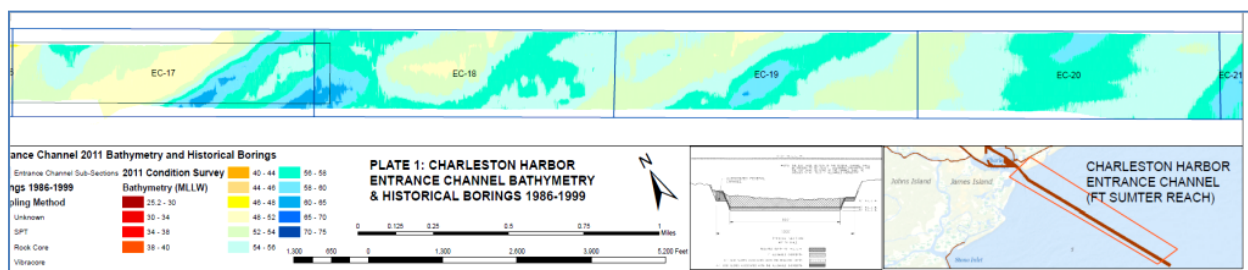 5
EC-17
EC-18
EC-19
EC-20
EC-21
ance Channel 2011 Bathymetry and Historical Borings
Entrance Channel Sub-Sections
ngs 1986-1999
pling Method
Unknown
SPT
Rock Core
Vibracore
2011 Condition Survey
Bathymetry (MLLW)
25.2 - 30
30 - 34
34 - 38
38 - 40
40 - 44
44 - 46
46 - 48
48 - 52
52 - 54
54 - 56
56 - 58
58 - 60
60 - 65
65 - 70
70 - 75
PLATE 1: CHARLESTON HARBOR
ENTRANCE CHANNEL BATHYMETRY
& HISTORICAL BORINGS 1986-1999
N
0 0.125 0.25 0.5 0.75 1
Miles
1,300 650 0 1,300 2,600 3,900 5,200 Feet
Johns Island
James Island
CHARLESTON HARBOR
ENTRANCE CHANNEL
(FT SUMTER REACH)